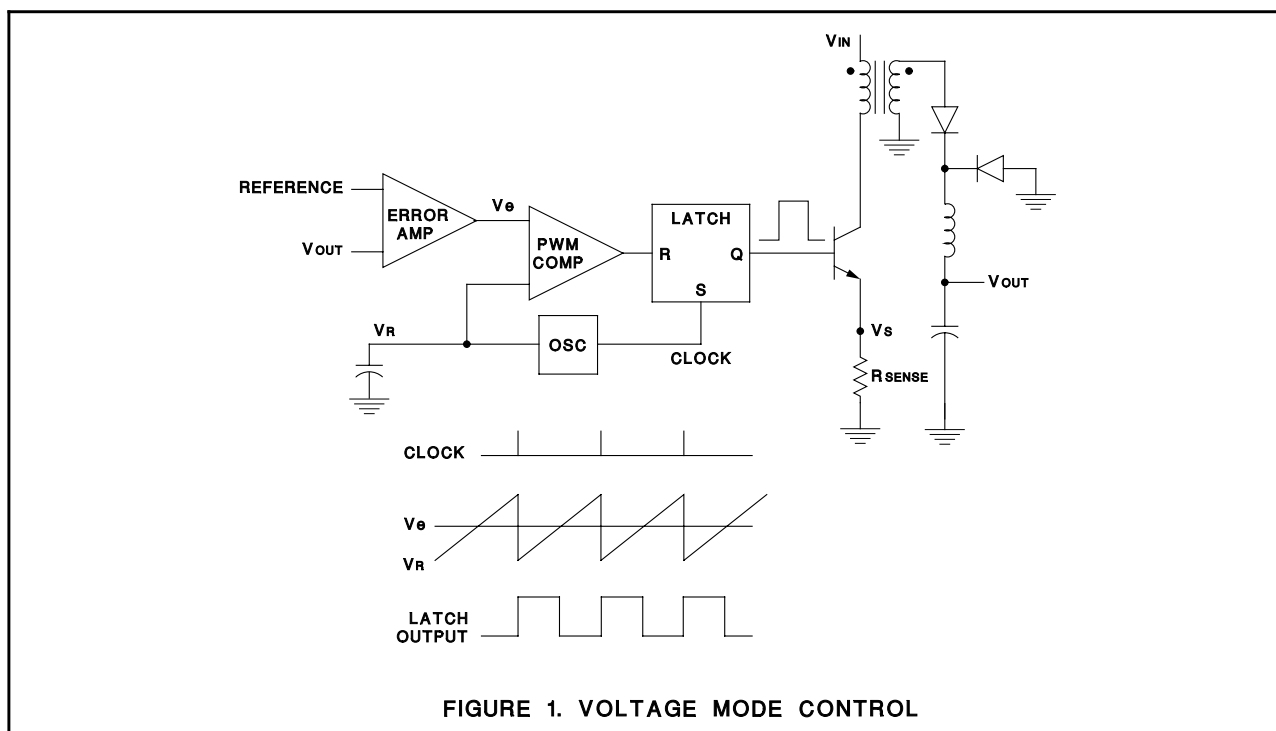 VIN
REFERENCE
ERROR
AMP
VOUT
Ve
PWM
COMP
LATCH
R
Q
S
VOUT
VR
OSC
CLOCK
VS
RSENSE
CLOCK
Ve
VR
LATCH
OUTPUT
FIGURE 1. VOLTAGE MODE CONTROL